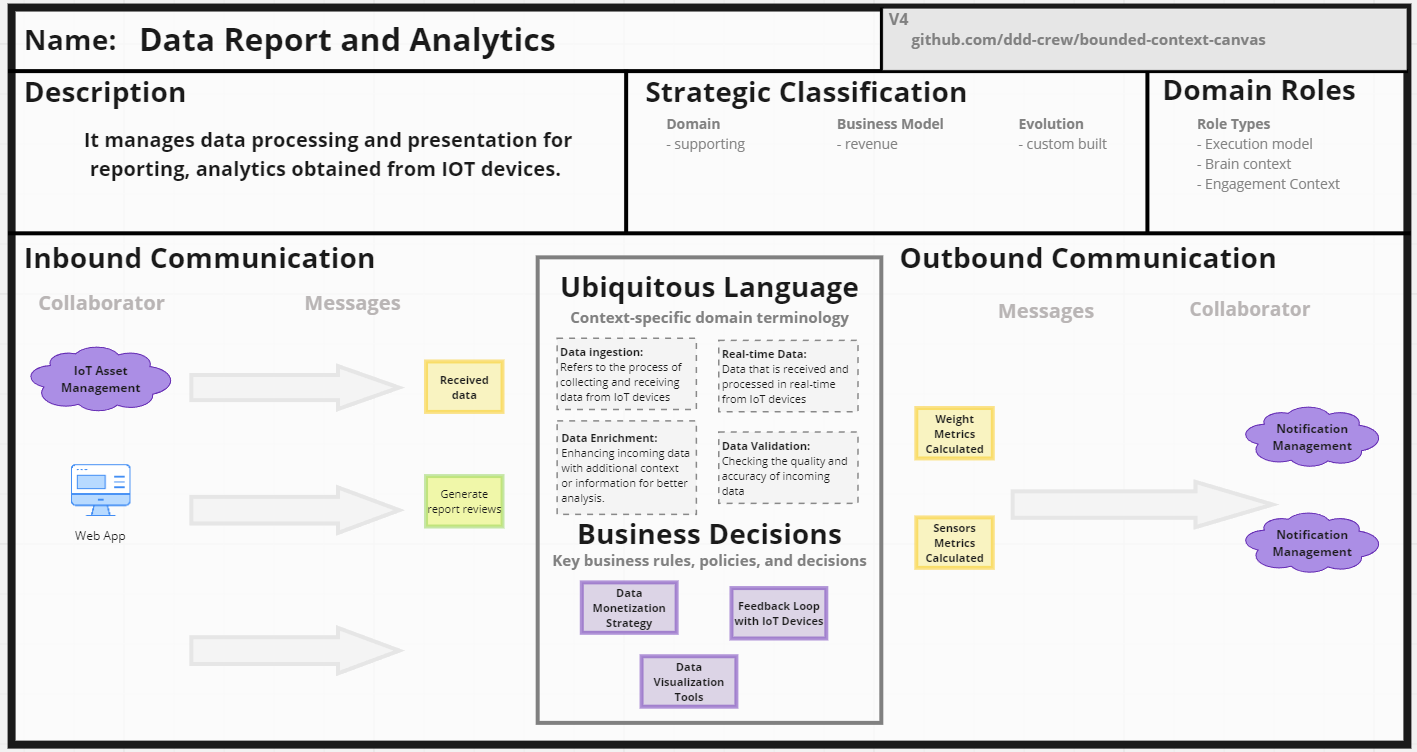 Name: Data Report and Analytics
V4
github.com/ddd-crew/bounded-context-canvas
Description
It manages data processing and presentation for
reporting, analytics obtained from IOT devices.
Strategic Classification
Domain
- supporting
Business Model
- revenue
Evolution
- custom built
Domain Roles
Role Types
- Execution model
- Brain context
- Engagement Context
Inbound Communication
Collaborator
Messages
IoT Asset
Management
Received
data
Web App
Generate
report reviews
Ubiquitous Language
Context-specific domain terminology
Data ingestion:
Refers to the process of
collecting and receiving
data from IoT devices
Real-time Data:
Data that is received and
processed in real-time
from IoT devices
Data Enrichment:
Enhancing incoming data
with additional context
or information for better
analysis.
Data Validation:
Checking the quality and
accuracy of incoming
data
Business Decisions
Key business rules, policies, and decisions
Data
Monetization
Strategy
Feedback Loop
with IoT Devices
Data
Visualization
Tools
Outbound Communication
Messages
Collaborator
Weight
Metrics
Calculated
Notification
Management
Sensors
Metrics
Calculated
Notification
Management